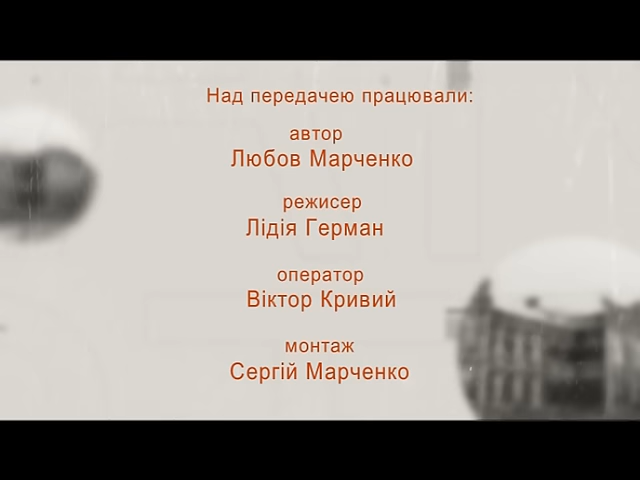 Над передачею працювали:
автор
Любов Марченко
режисер
Лідія Герман
оператор
Віктор Кривий
монтаж
Сергій Марченко